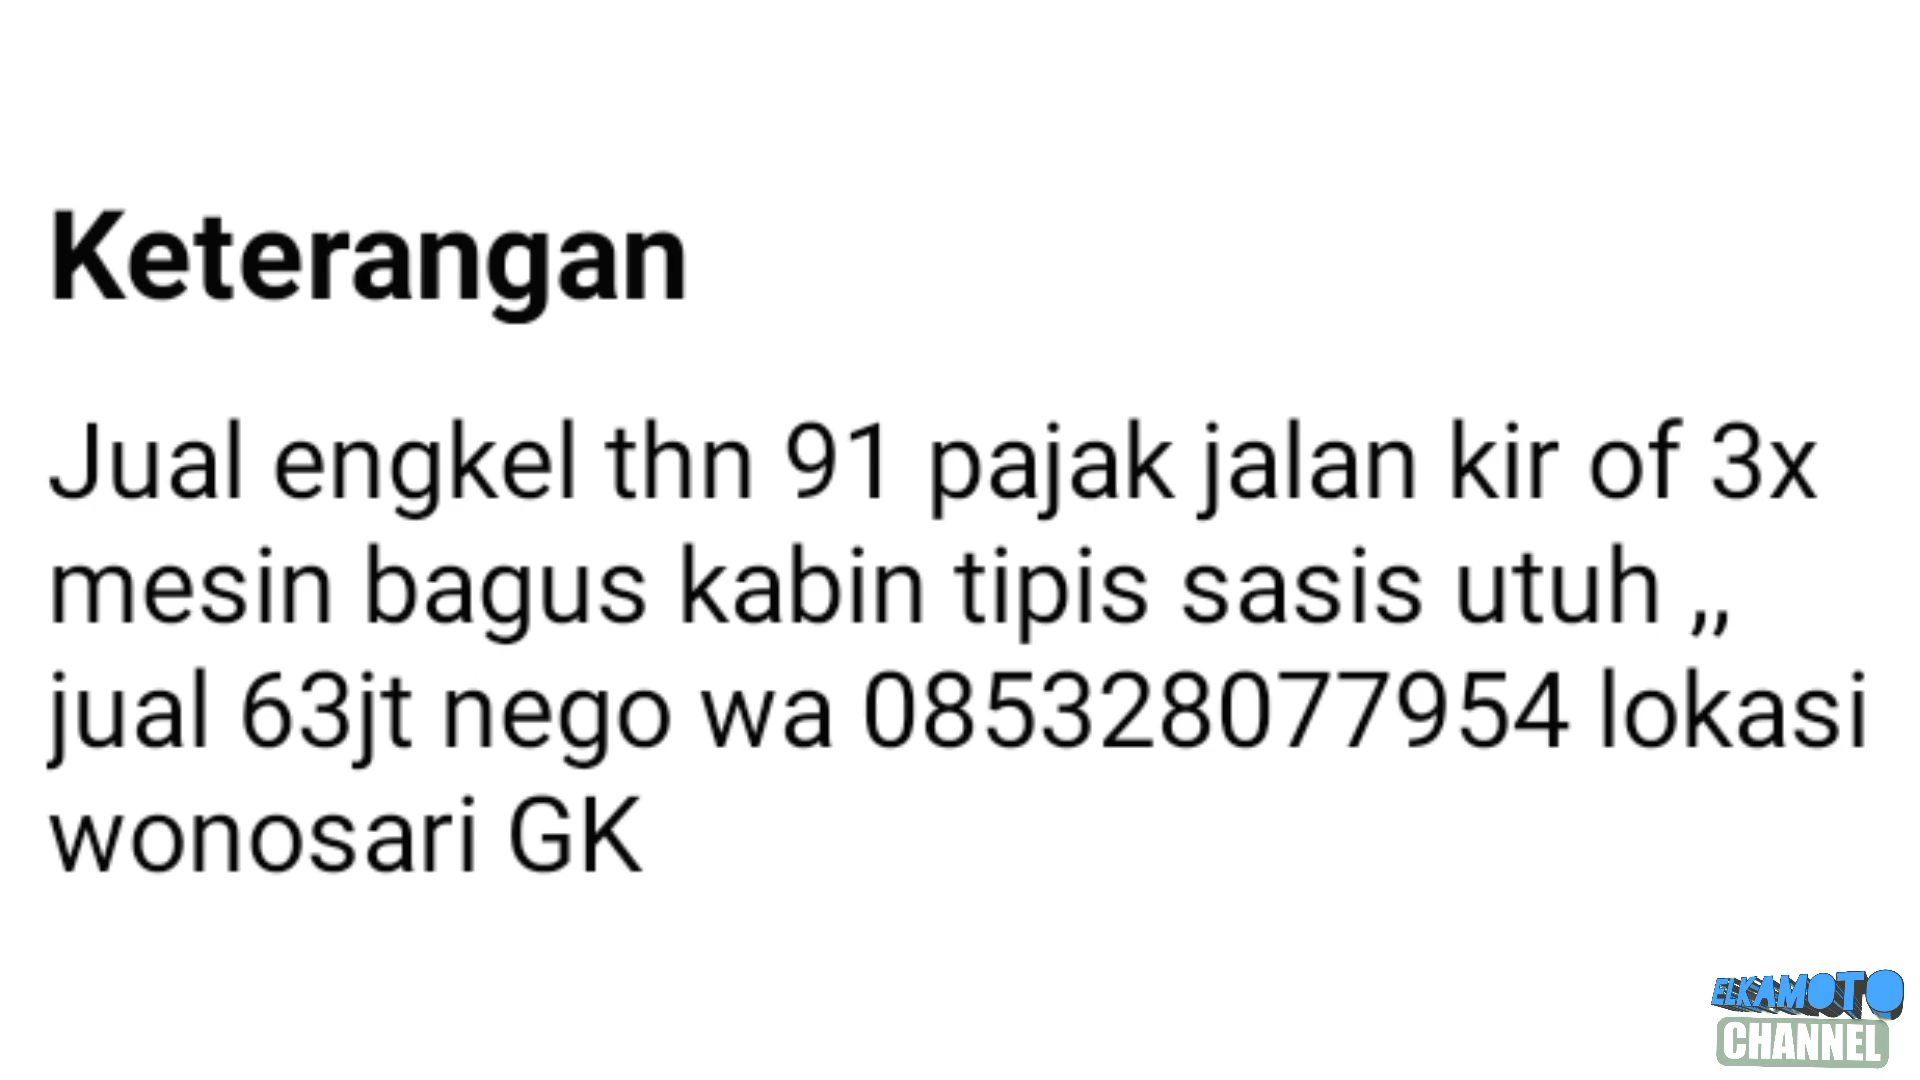 Keterangan
Jual engkel thn 91 pajak jalan kir of 3x
mesin bagus kabin tipis sasis utuh ,,
jual 63jt nego wa 085328077954 lokasi
wonosari GK
ELKAMOTO
CHANNEL